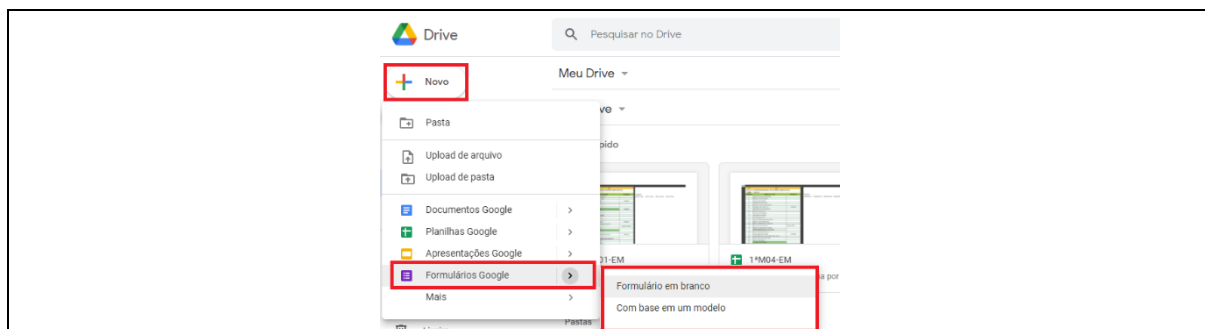 Drive
Pesquisar no Drive
Novo
Meu Drive
Pasta
Upload de arquivo
Upload de pasta
Documentos Google
Planilhas Google
Apresentações Google
Formulários Google
Mais
1ªM04-EM
Formulário em branco
Com base em um modelo
Pastas